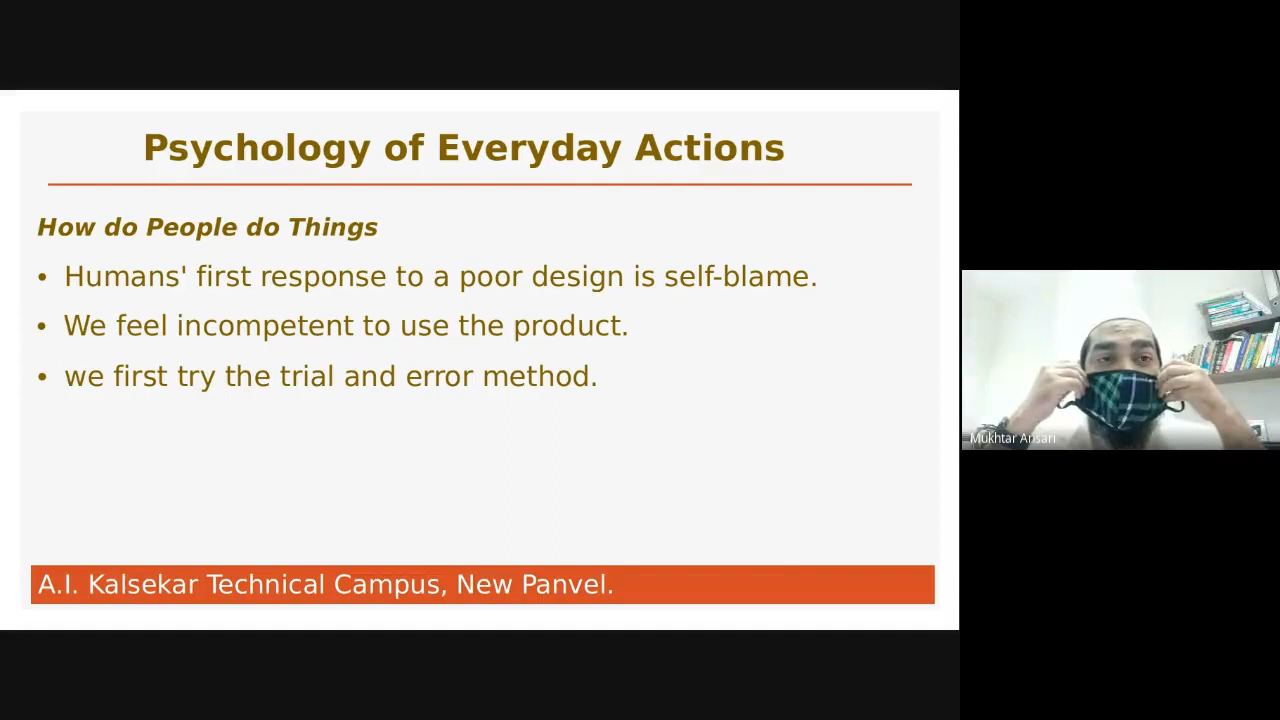 Psychology of Everyday Actions
How do People do Things
• Humans' first response to a poor design is self-blame.
• We feel incompetent to use the product.
• we first try the trial and error method.
A.I. Kalsekar Technical Campus, New Panvel.
Mukhtar Ansari